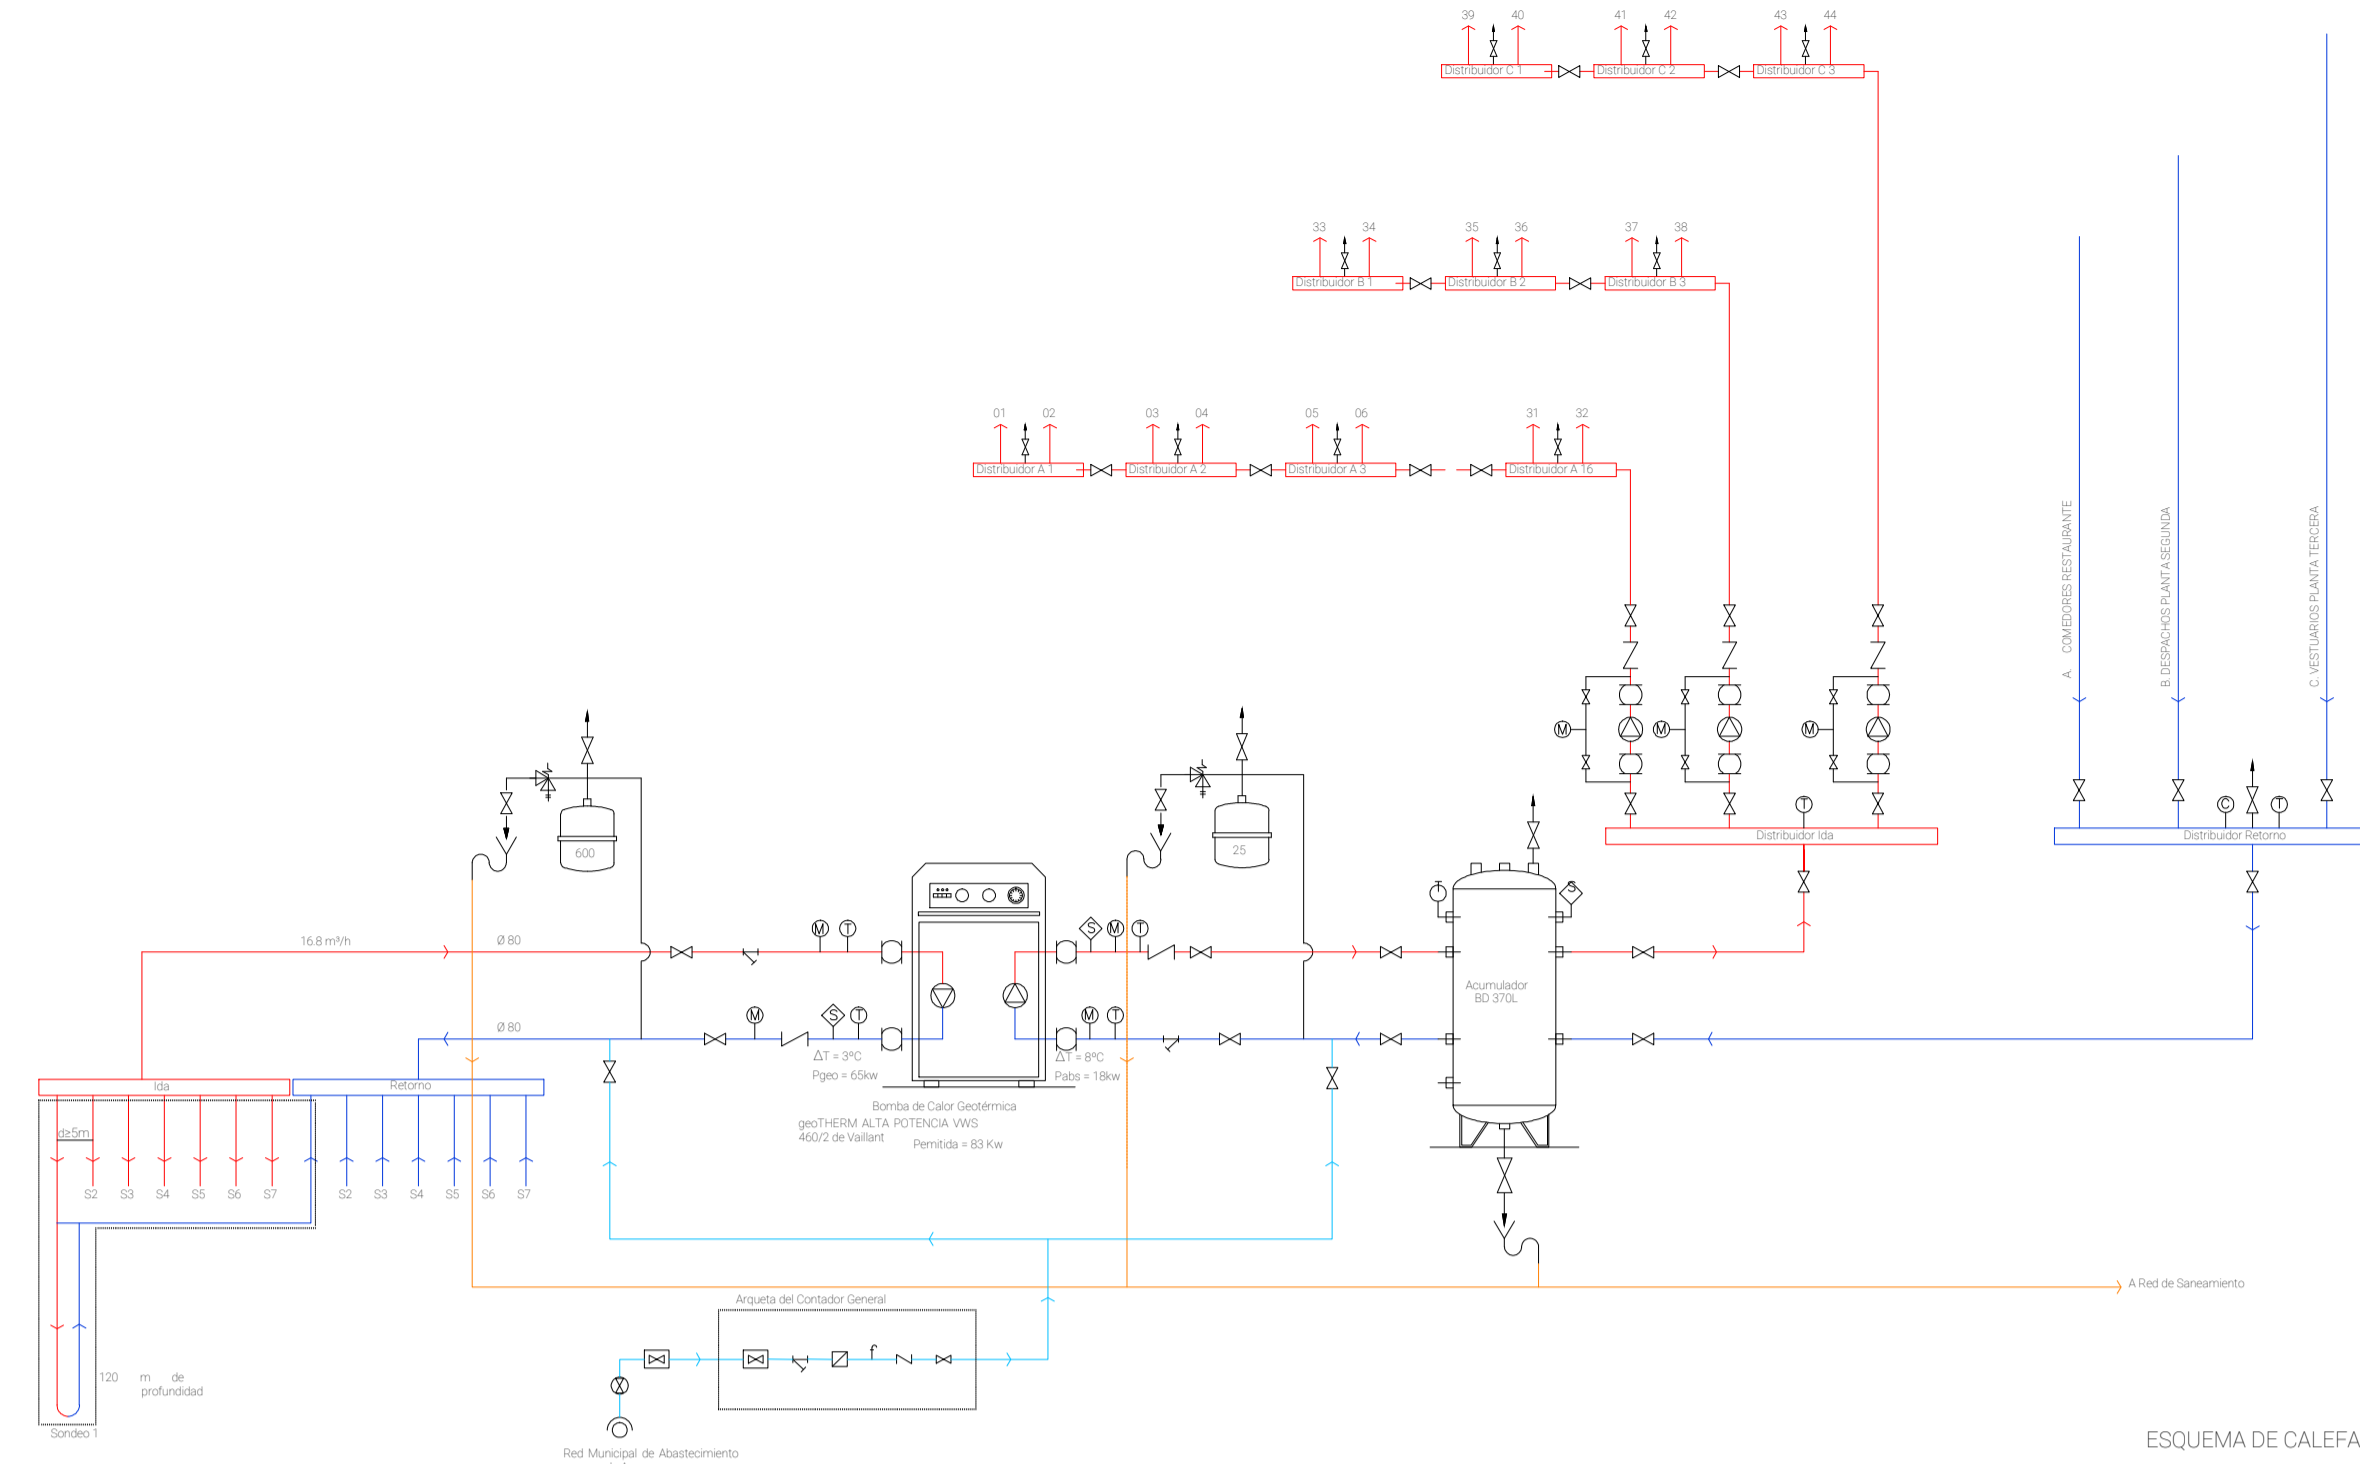 39 40 41 42 43 44
Distribuidor C 1 Distribuidor C 2 Distribuidor C 3
33 34 35 36 37 38
Distribuidor B 1 Distribuidor B 2 Distribuidor B 3
01 02 03 04 05 06 31 32
Distribuidor A 1 Distribuidor A 2 Distribuidor A 3 Distribuidor A 16
A. COMEDORES RESTAURANTE
B. DESPACHOS PLANTA SEGUNDA
C. VESTUARIOS PLANTA TERCERA
M M M
C T
T
Distribuidor Ida
Distribuidor Retorno
600
25
T S
16.8 m³/h
Ø 80
M T
S M T
Acumulador
BD 370L
Ø 80
M S T
M T
ΔT = 3ºC
Pgeo = 65kw
ΔT = 8ºC
Pabs = 18kw
Ida
Retorno
Bomba de Calor Geotérmica
geoTHERM ALTA POTENCIA VWS
460/2 de Vaillant
Pemitida = 83 Kw
d≥5m
S2 S3 S4 S5 S6 S7
S2 S3 S4 S5 S6 S7
A Red de Saneamiento
Arqueta del Contador General
f
120 m de
profundidad
Sondeo 1
Red Municipal de Abastecimiento
ESQUEMA DE CALEFA